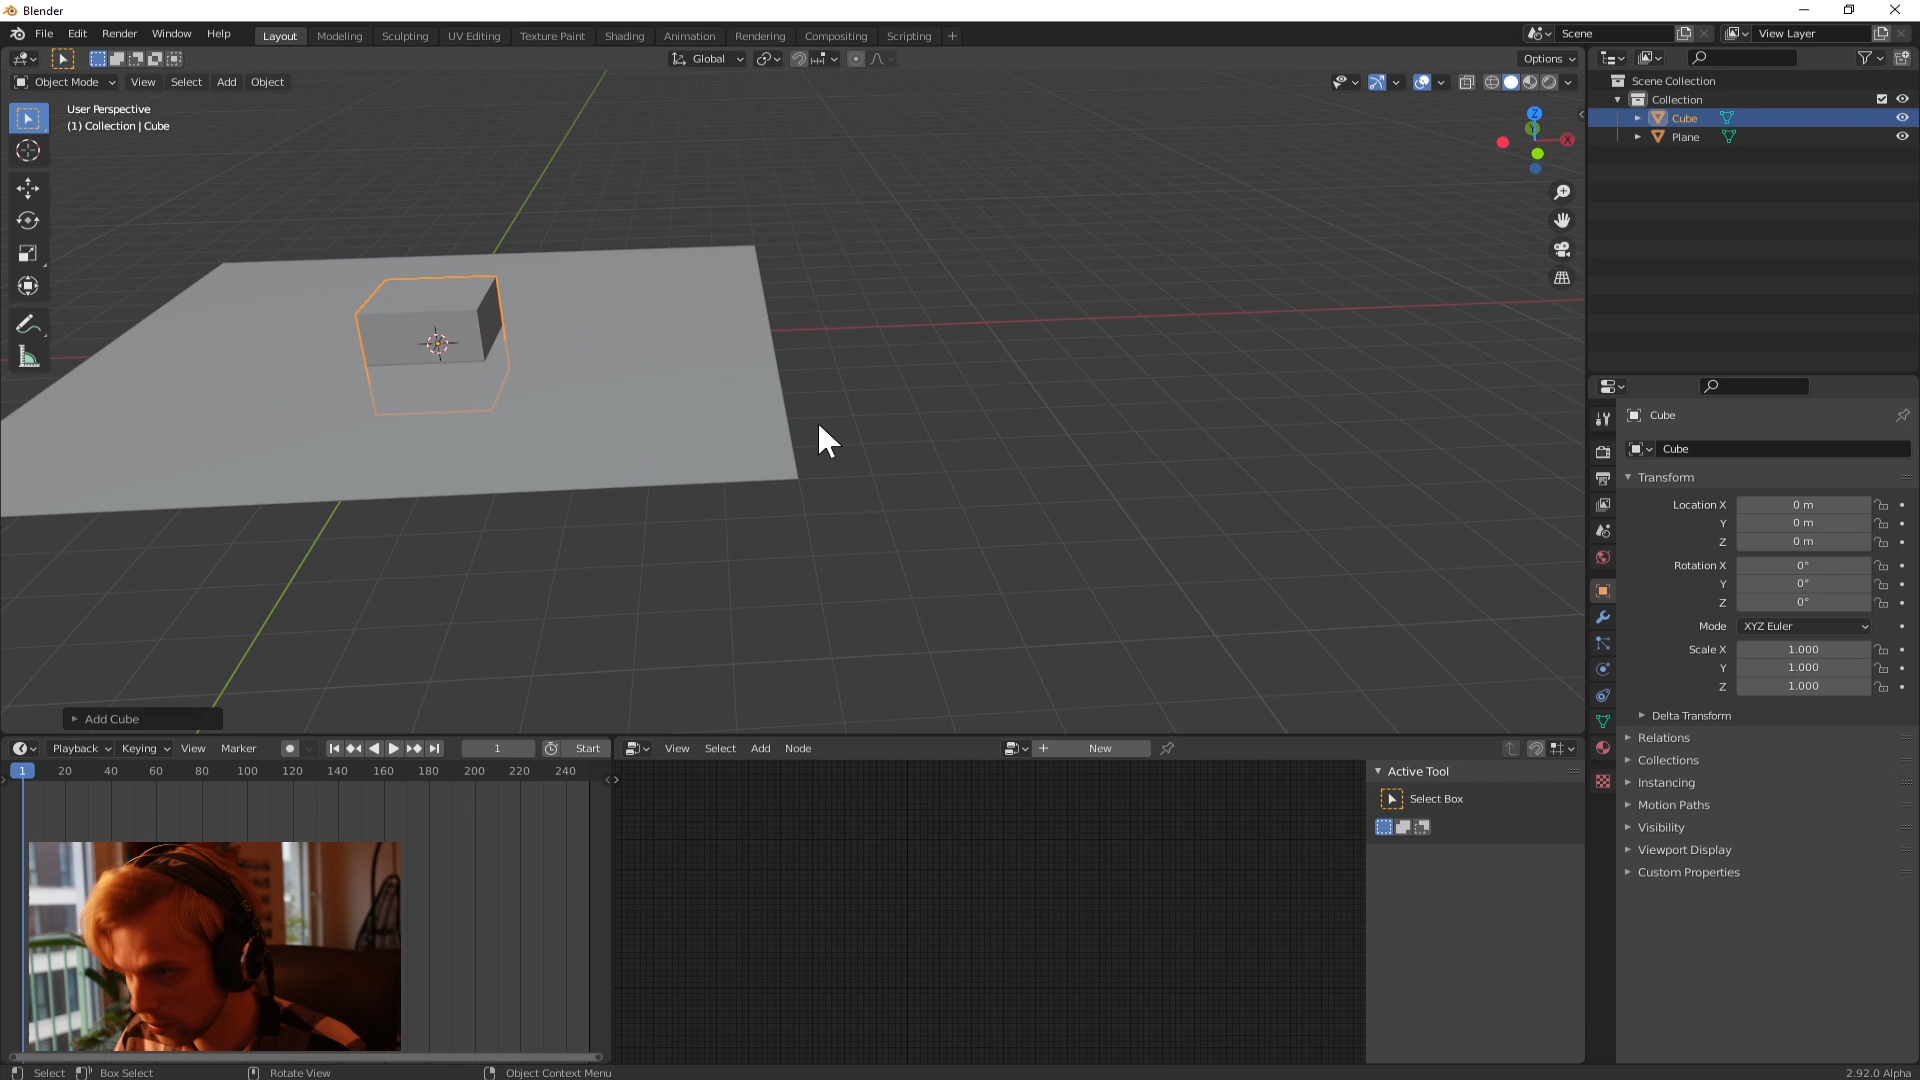 Blender
File Edit Render Window Help
Layout Modeling Sculpting UV Editing Texture Paint Shading Animation Rendering Compositing Scripting +
Scene
View Layer
Global
Options
Object Mode View Select Add Object
User Perspective
(1) Collection | Cube
Z
Y
X
Scene Collection
Collection
Cube
Plane
Cube
Cube
Transform
Location X 0 m
Y 0 m
Z 0 m
Rotation X 0°
Y 0°
Z 0°
Mode XYZ Euler
Scale X 1.000
Y 1.000
Z 1.000
Delta Transform
Relations
Collections
Instancing
Motion Paths
Visibility
Viewport Display
Custom Properties
Add Cube
Playback Keying View Marker
1
Start
1 20 40 60 80 100 120 140 160 180 200 220 240
View Select Add Node
+ New
Active Tool
Select Box
Select Box Select Rotate View Object Context Menu
2.92.0 Alpha